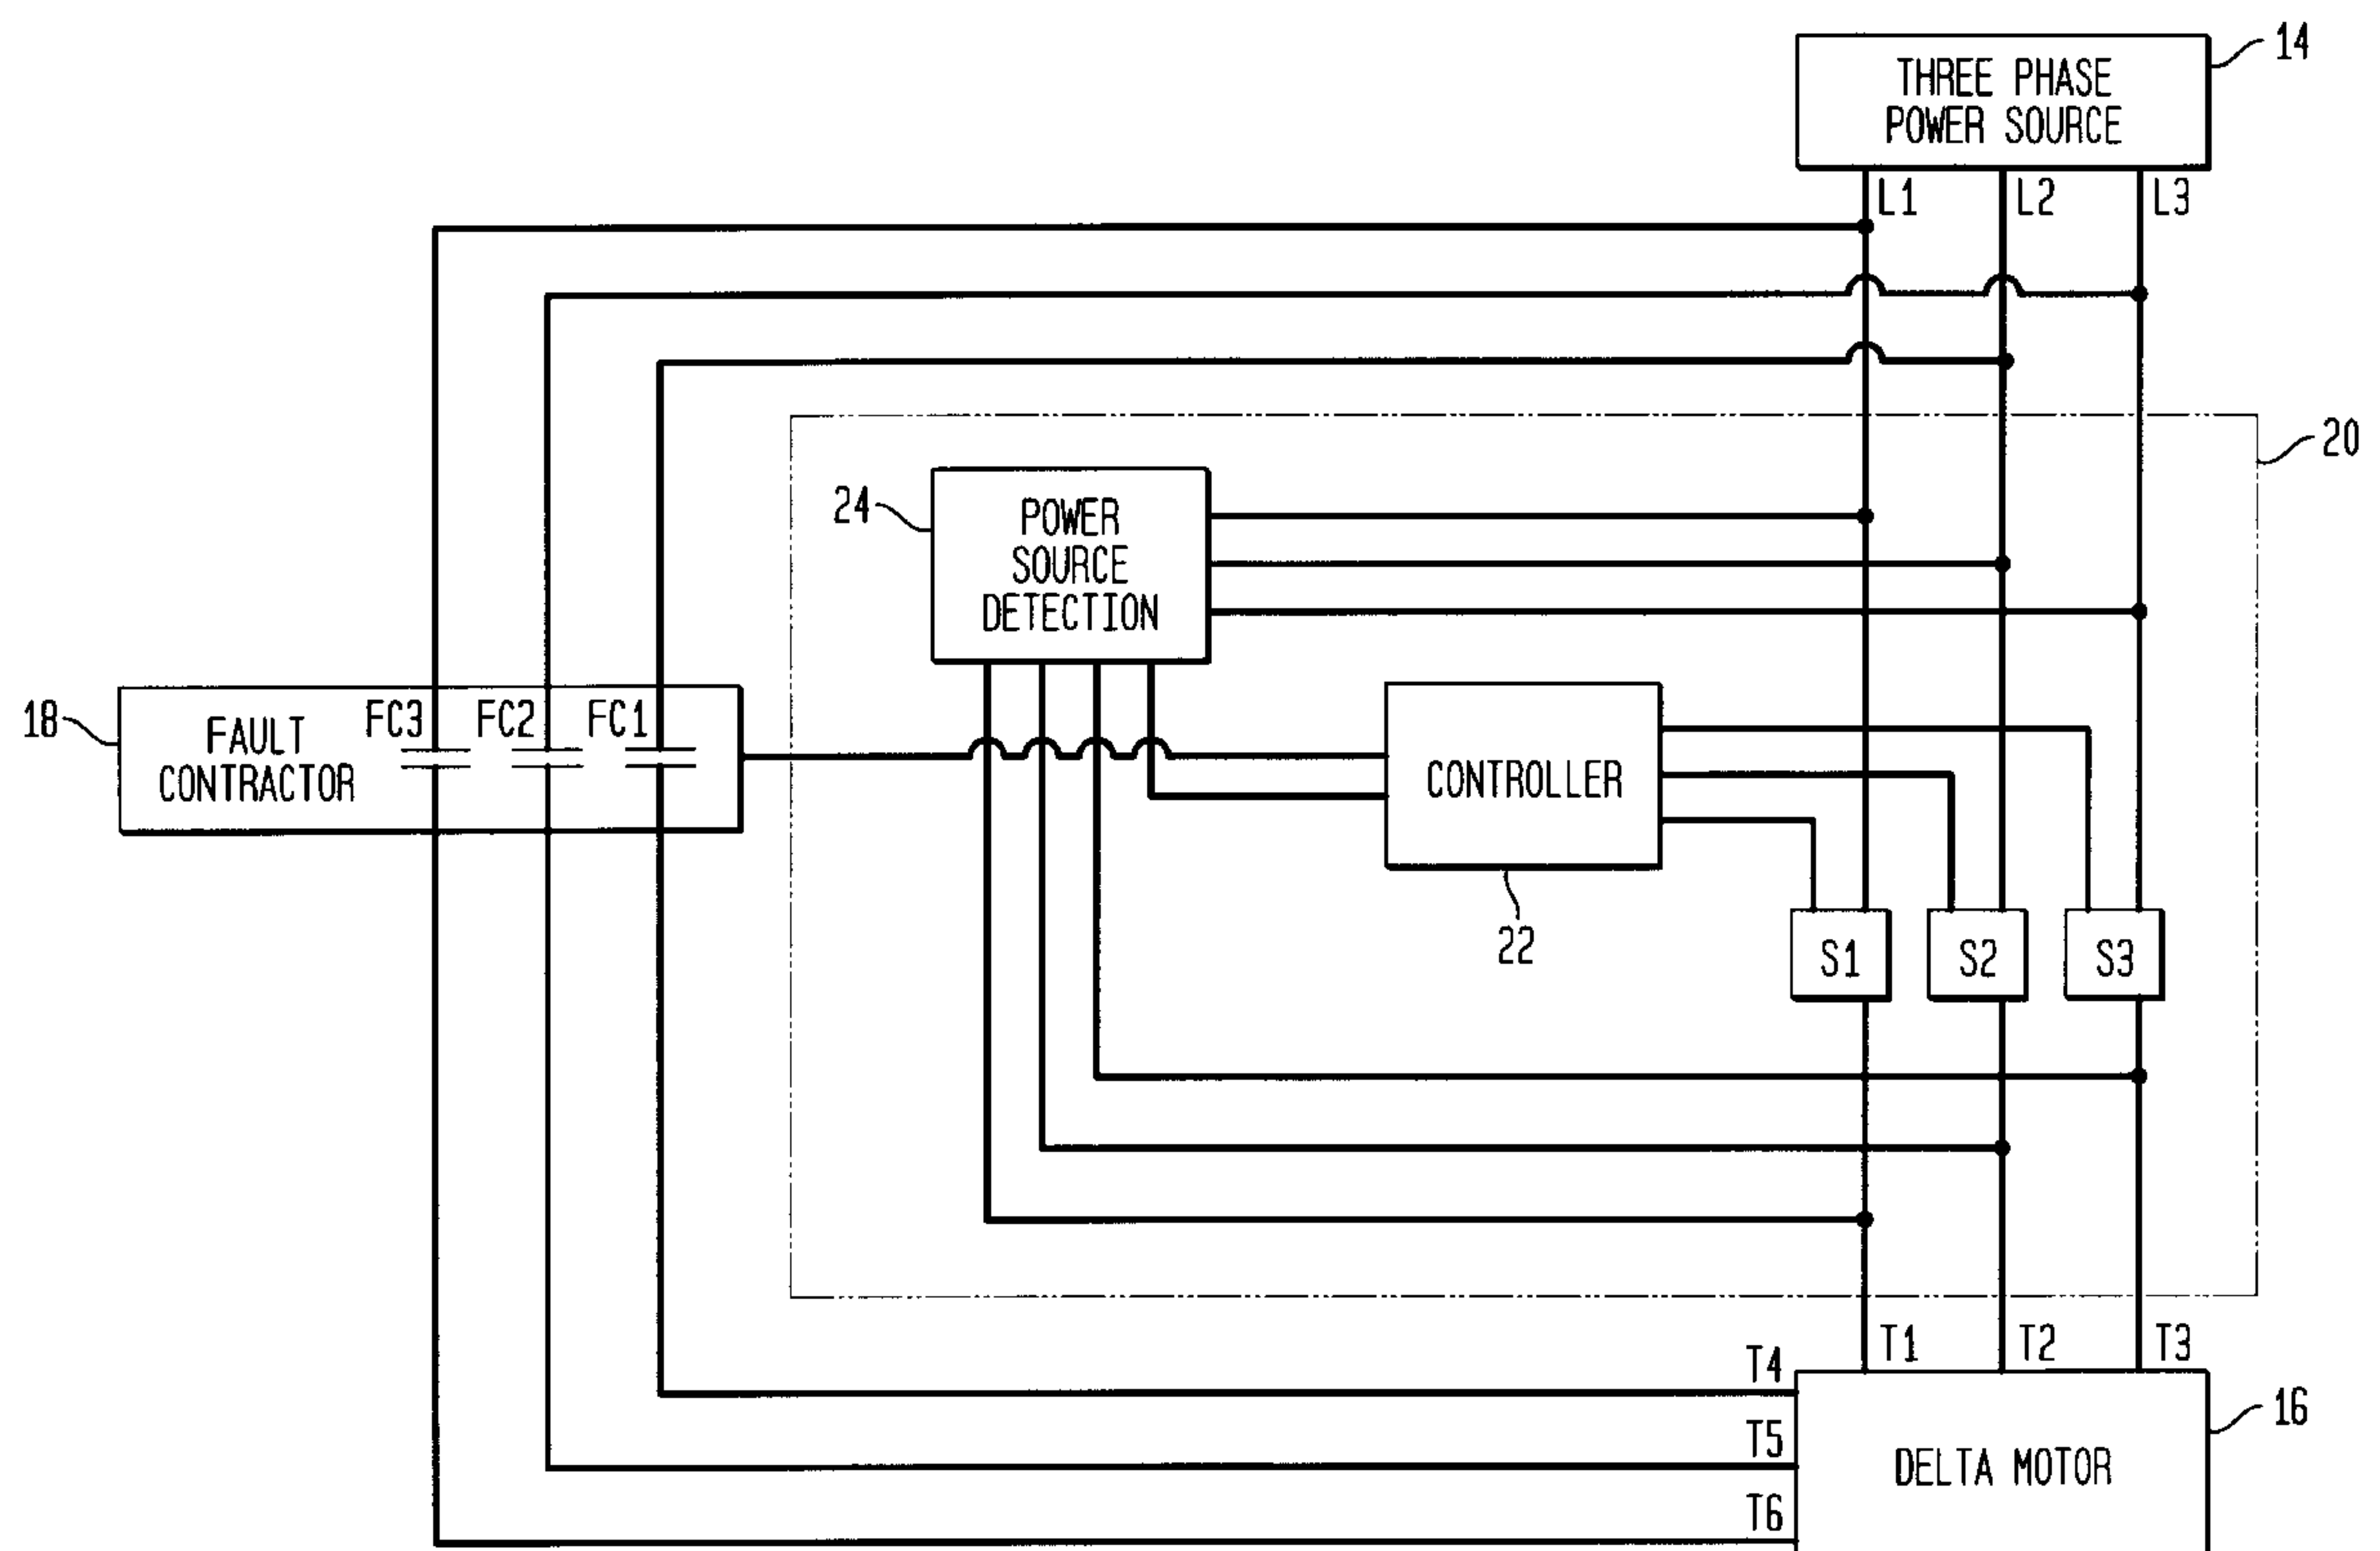 14
THREE PHASE
POWER SOURCE
L1
L2
L3
20
24
POWER
SOURCE
DETECTION
18
FAULT
CONTRACTOR
FC3
FC2
FC1
CONTROLLER
22
S1
S2
S3
T1
T2
T3
T4
T5
T6
16
DELTA MOTOR